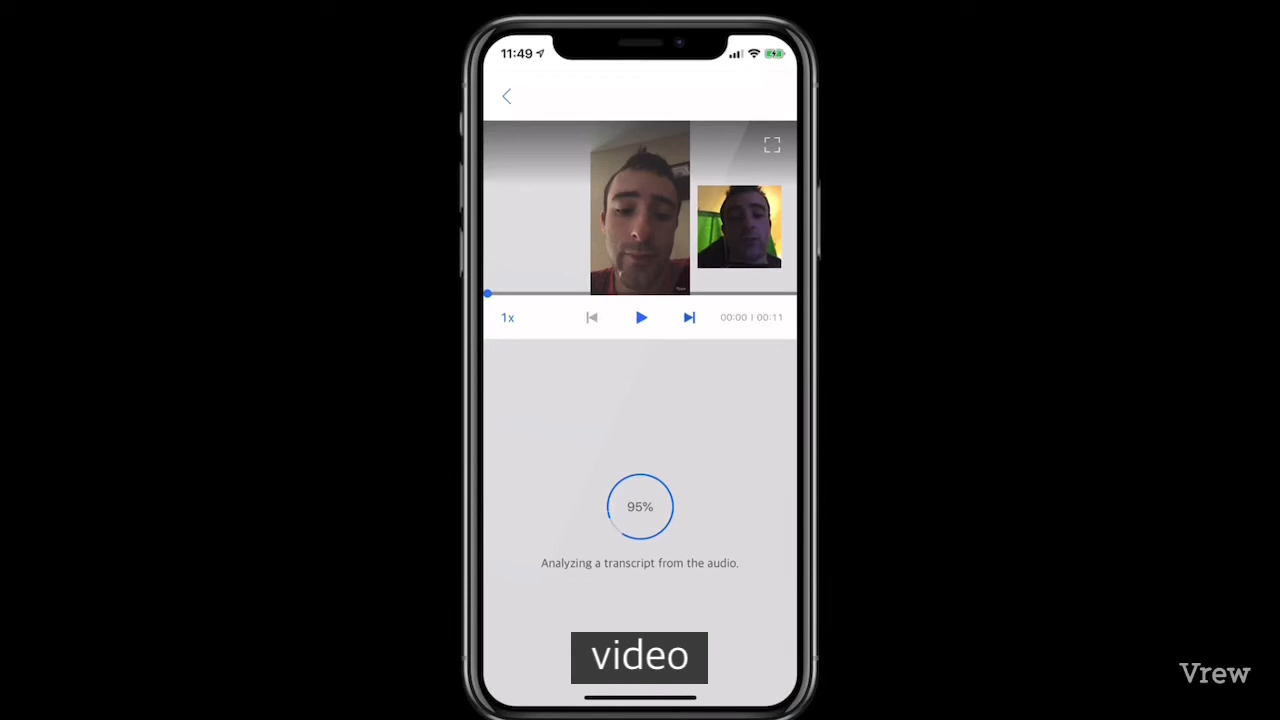 11:49
1x
00:00 | 00:11
95%
Analyzing a transcript from the audio.
video
Vrew